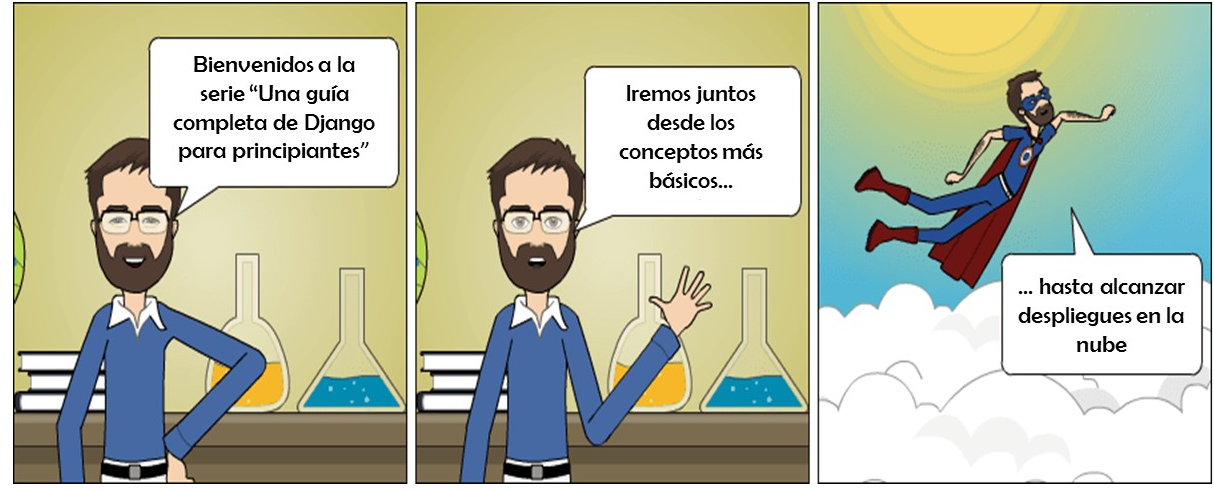 Bienvenidos a la
serie “Una guía
completa de Django
para principiantes”
Iremos juntos
desde los
conceptos más
básicos...
... hasta alcanzar
despliegues en la
nube